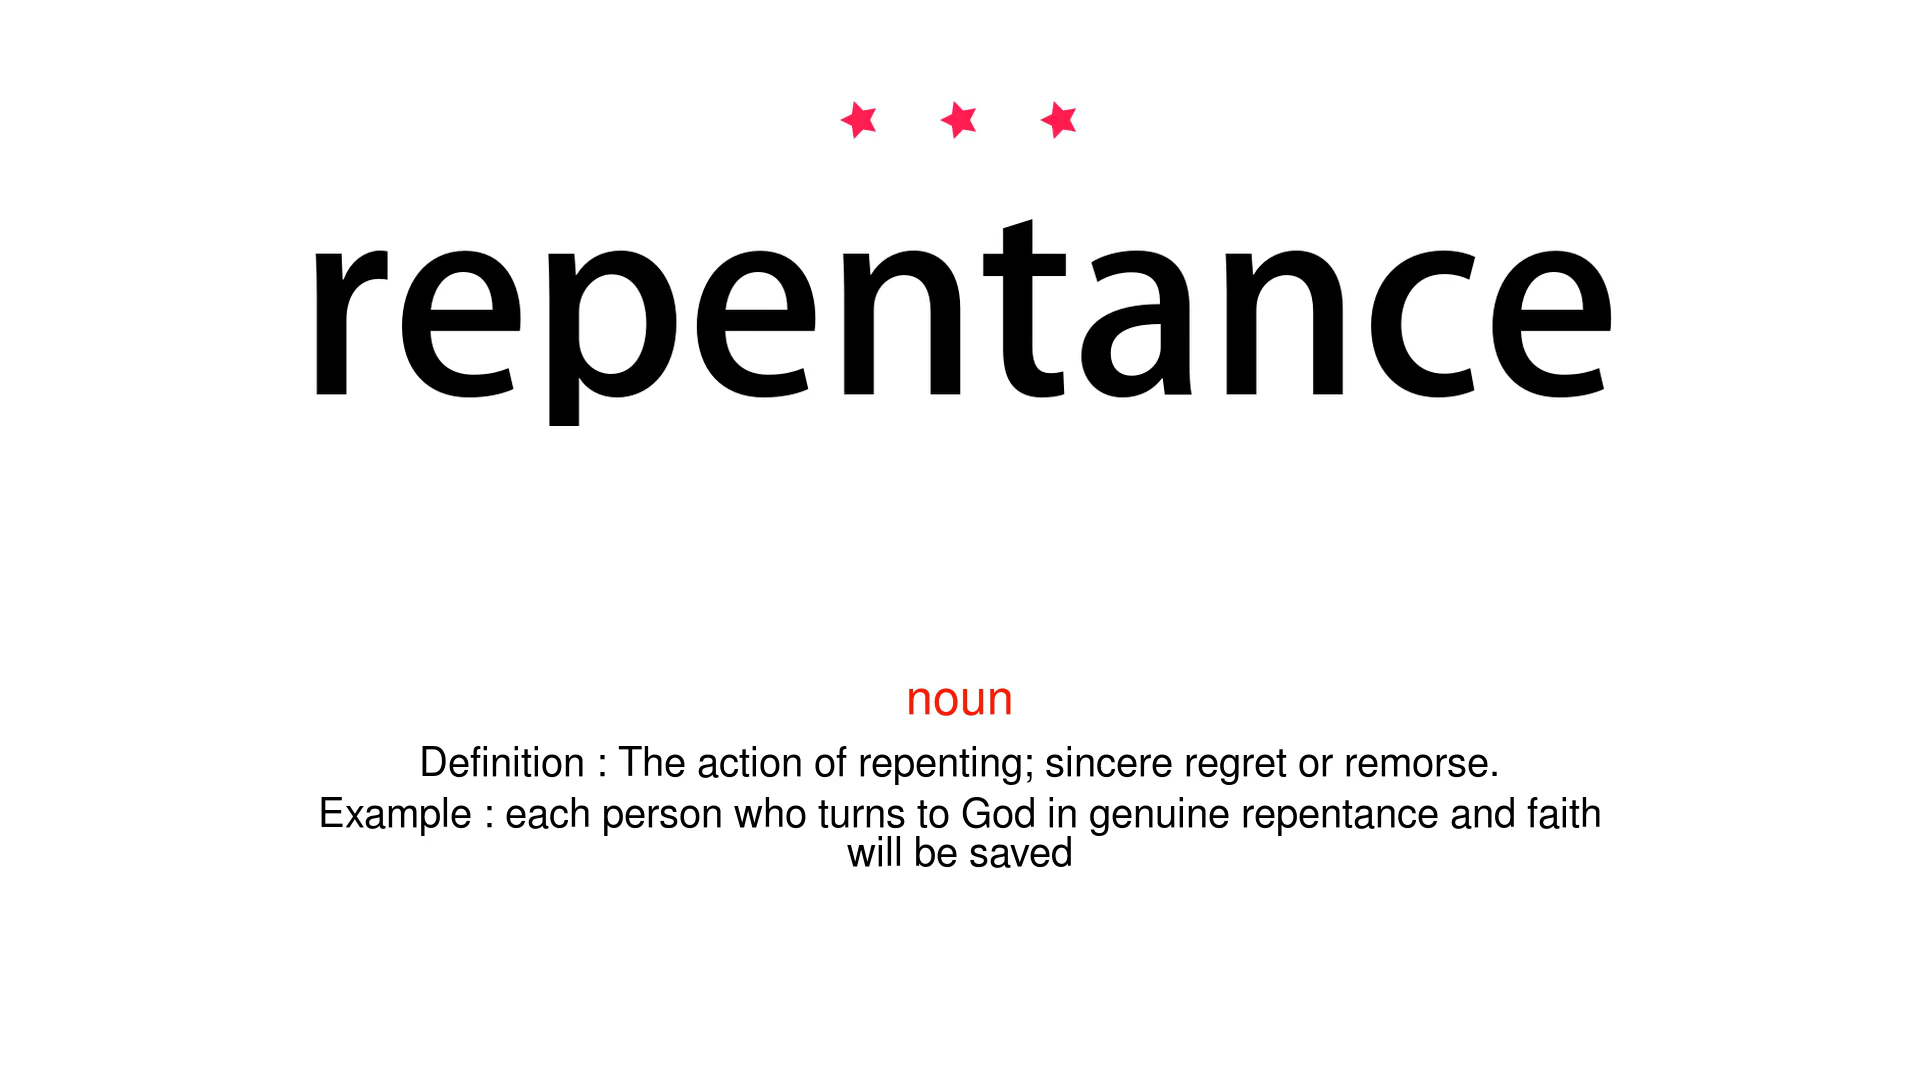 repentance
noun
Definition : The action of repenting; sincere regret or remorse.
Example : each person who turns to God in genuine repentance and faith
will be saved